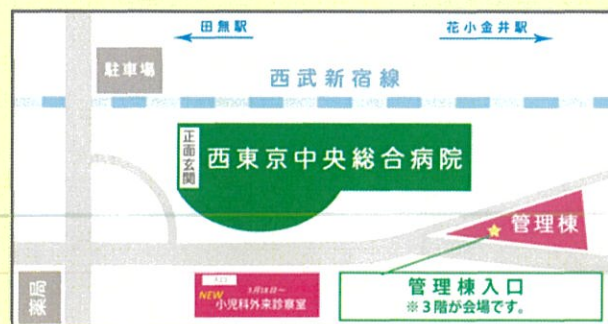 田無駅
花小金井駅
駐車場
西武新宿線
正面玄関
西東京中央総合病院
管理棟
薬局
NEW
小児科外来診察室
管理棟入口
※３階が会場です。